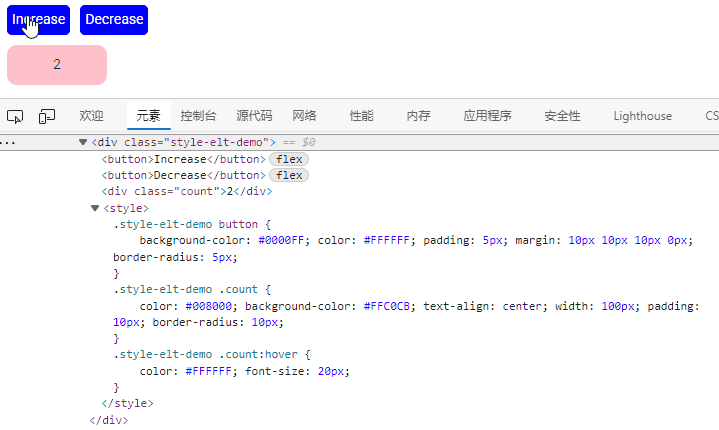 Increase Decrease
2
欢迎 元素 控制台 源代码 网络 性能 内存 应用程序 安全性 Lighthouse CS
... <div class="style-elt-demo"> == $0
<button>Increase</button> flex
<button>Decrease</button> flex
<div class="count">2</div>
<style>
.style-elt-demo button {
background-color: #0000FF; color: #FFFFFF; padding: 5px; margin: 10px 10px 10px 0px;
border-radius: 5px;
}
.style-elt-demo .count {
color: #008000; background-color: #FFC0CB; text-align: center; width: 100px; padding:
10px; border-radius: 10px;
}
.style-elt-demo .count:hover {
color: #FFFFFF; font-size: 20px;
}
</style>
</div>